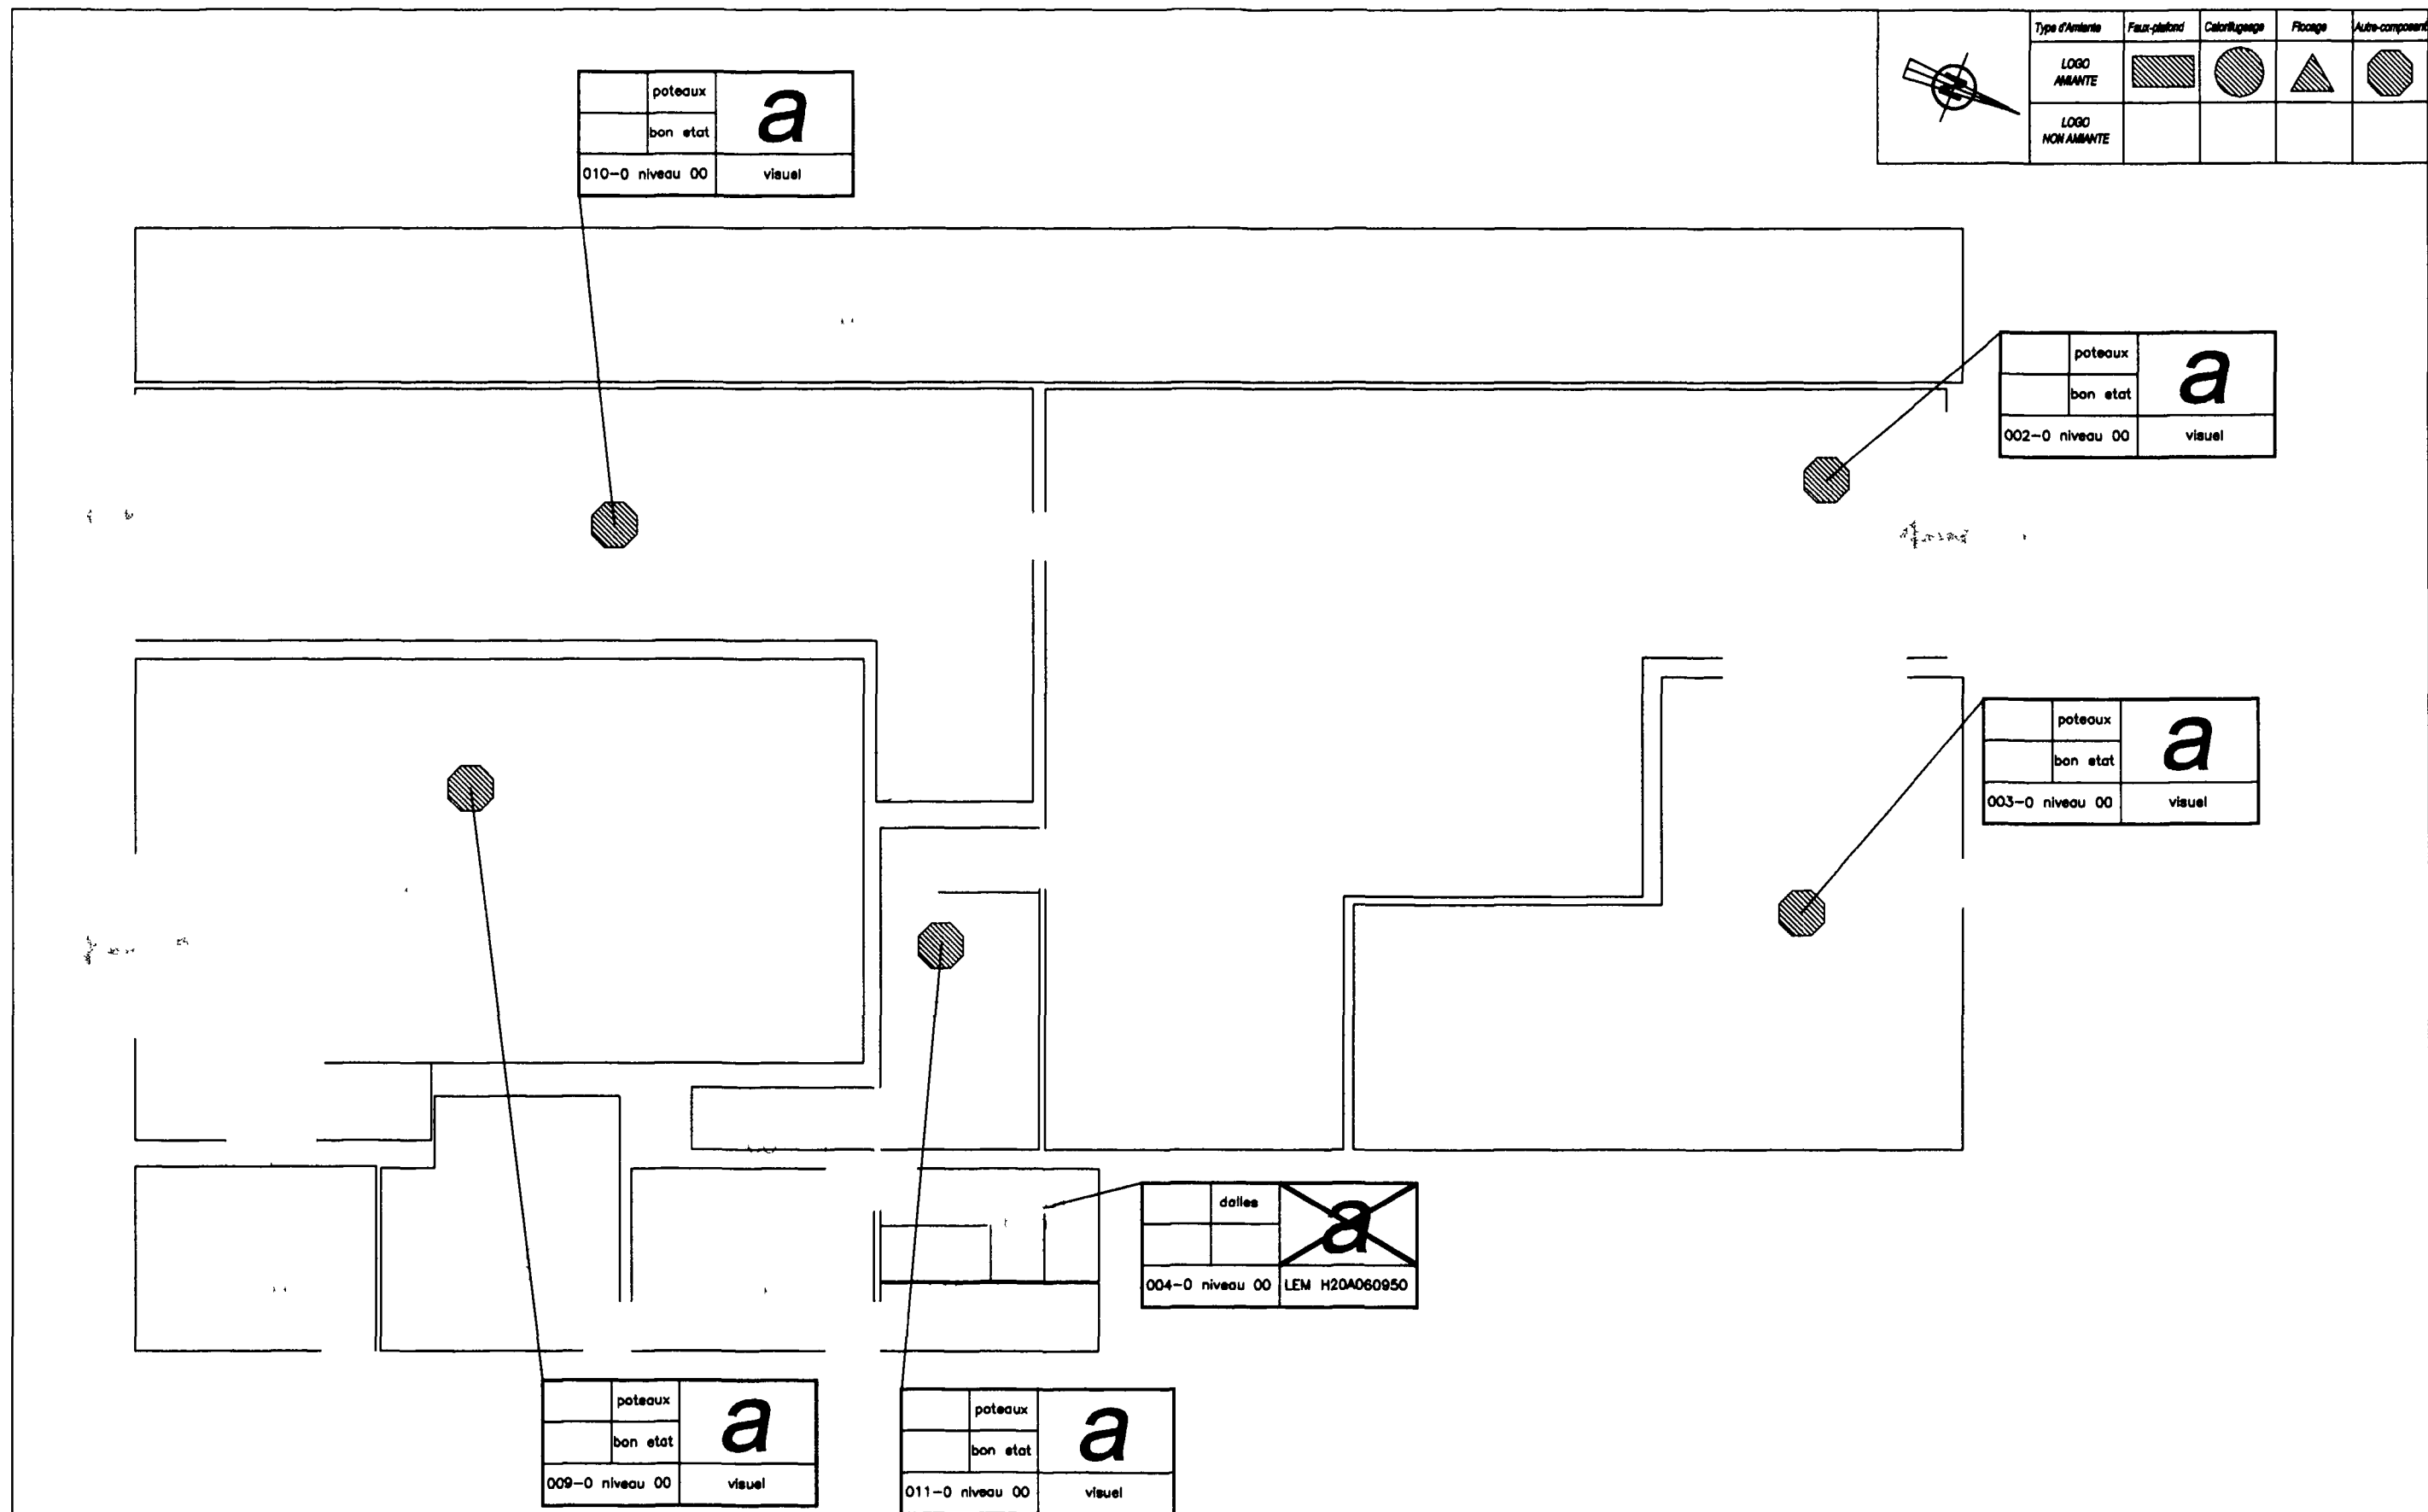 Type d'Amiante Faux-plafond Calorifugeage Flocage Autre-composant
LOGO
AMIANTE
LOGO
NON AMIANTE
poteaux
a
bon etat
010-0 niveau 00 visuel
poteaux
a
bon etat
002-0 niveau 00 visuel
poteaux
a
bon etat
003-0 niveau 00 visuel
dalles
a
004-0 niveau 00 LEM H20A060950
poteaux
a
bon etat
009-0 niveau 00 visuel
poteaux
a
bon etat
011-0 niveau 00 visuel